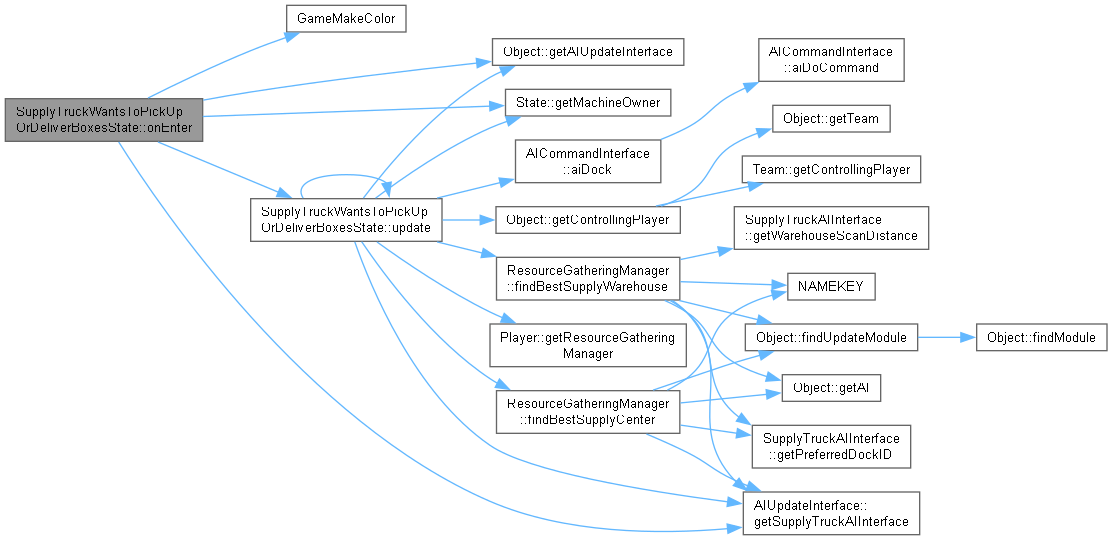 GameMakeColor
Object::getAIUpdateInterface
AICommandInterface
::aiDoCommand
SupplyTruckWantsToPickUp
OrDeliverBoxesState::onEnter
State::getMachineOwner
Object::getTeam
AICommandInterface
::aiDock
Team::getControllingPlayer
SupplyTruckWantsToPickUp
OrDeliverBoxesState::update
Object::getControllingPlayer
SupplyTruckAIInterface
::getWarehouseScanDistance
ResourceGatheringManager
::findBestSupplyWarehouse
NAMEKEY
Player::getResourceGathering
Manager
Object::findUpdateModule
Object::findModule
Object::getAI
ResourceGatheringManager
::findBestSupplyCenter
SupplyTruckAIInterface
::getPreferredDockID
AIUpdateInterface::
getSupplyTruckAIInterface